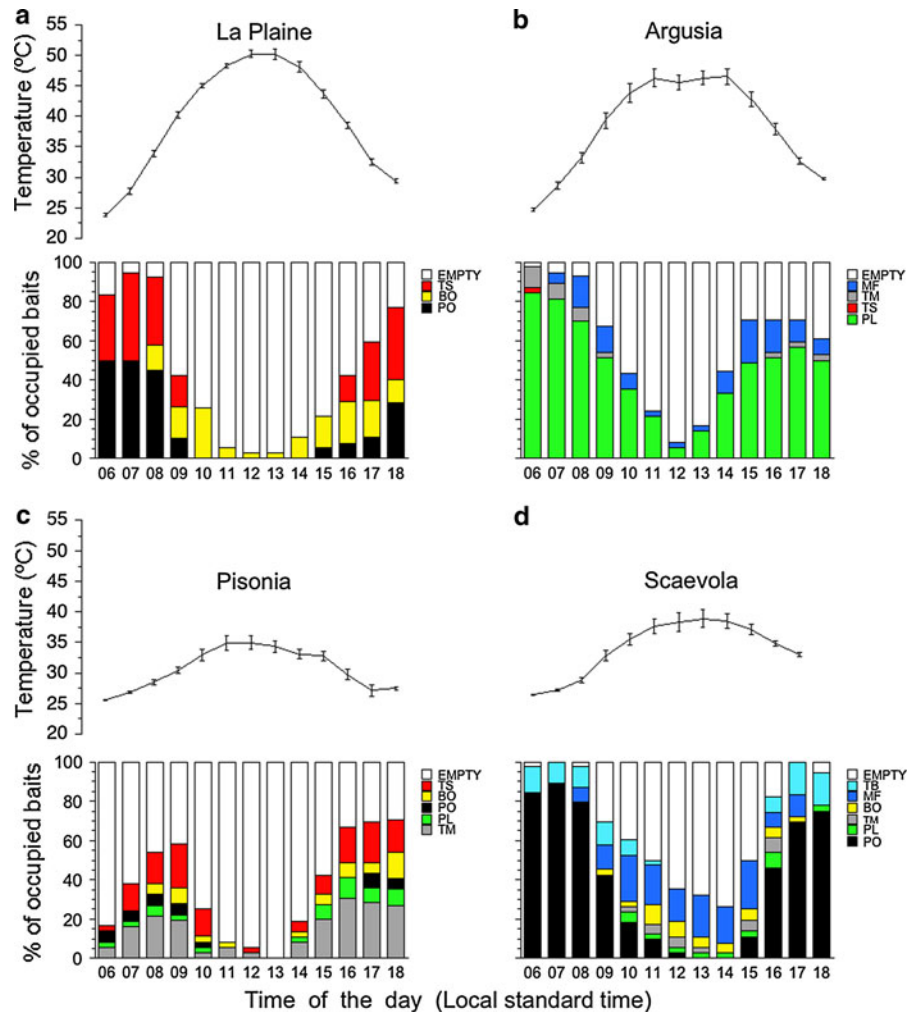 a
La Plaine
Temperature (ºC)
55
50
45
40
35
30
25
20
% of occupied baits
100
80
60
40
20
0
EMPTY
TS
BO
PO
06 07 08 09 10 11 12 13 14 15 16 17 18
b
Argusia
EMPTY
MF
TM
TS
PL
06 07 08 09 10 11 12 13 14 15 16 17 18
c
Pisonia
Temperature (ºC)
55
50
45
40
35
30
25
20
% of occupied baits
100
80
60
40
20
0
EMPTY
TS
BO
PO
PL
TM
06 07 08 09 10 11 12 13 14 15 16 17 18
d
Scaevola
EMPTY
TB
MF
BO
TM
PL
PO
06 07 08 09 10 11 12 13 14 15 16 17 18
Time of the day (Local standard time)